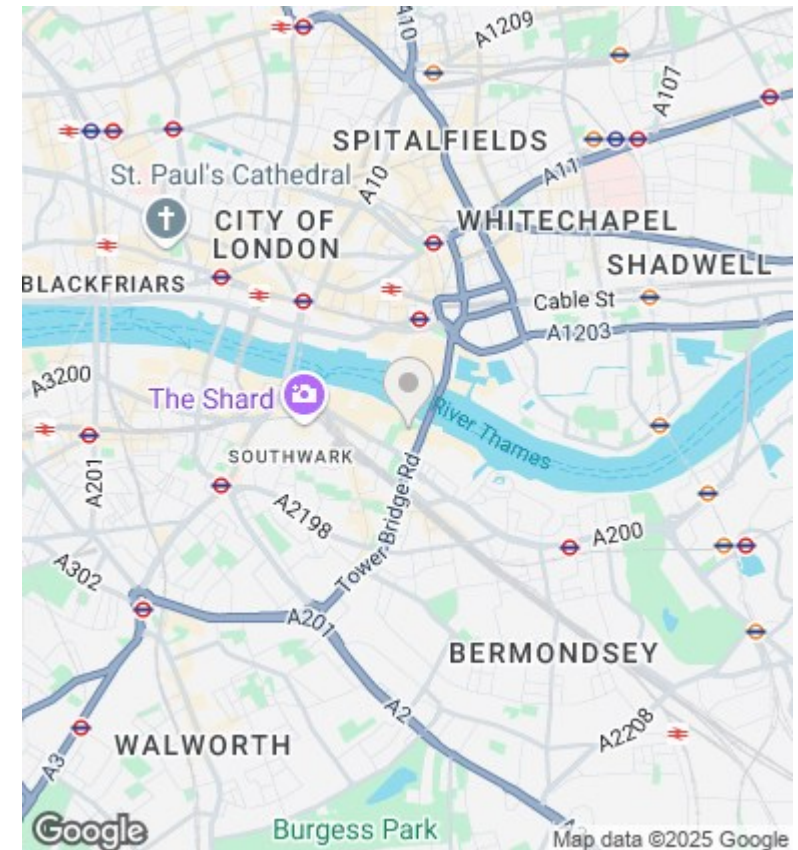 A10
A1209
A107
SPITALFIELDS
A11
St. Paul's Cathedral
A10
CITY OF
LONDON
WHITECHAPEL
SHADWELL
BLACKFRIARS
Cable St
A1203
A3200
The Shard
River Thames
SOUTHWARK
A201
A2198
Tower Bridge Rd
A200
A302
A201
BERMONDSEY
A2
A2208
WALWORTH
A3
Burgess Park
Google
Map data ©2025 Google